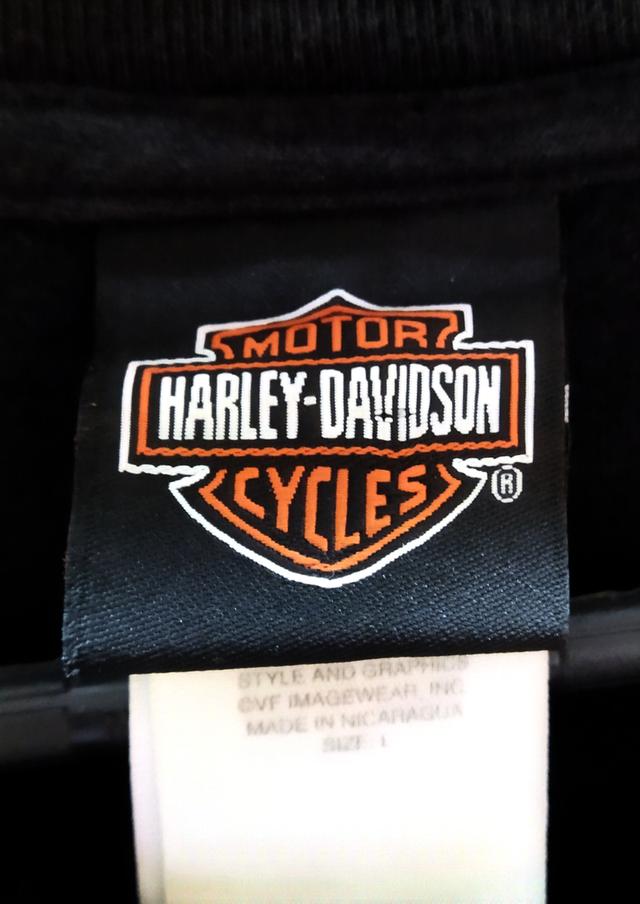 MOTOR
HARLEY-DAVIDSON
CYCLES
®
STYLE AND GRAPHICS
©VF IMAGEWEAR, INC.
MADE IN NICARAGUA
SIZE: L